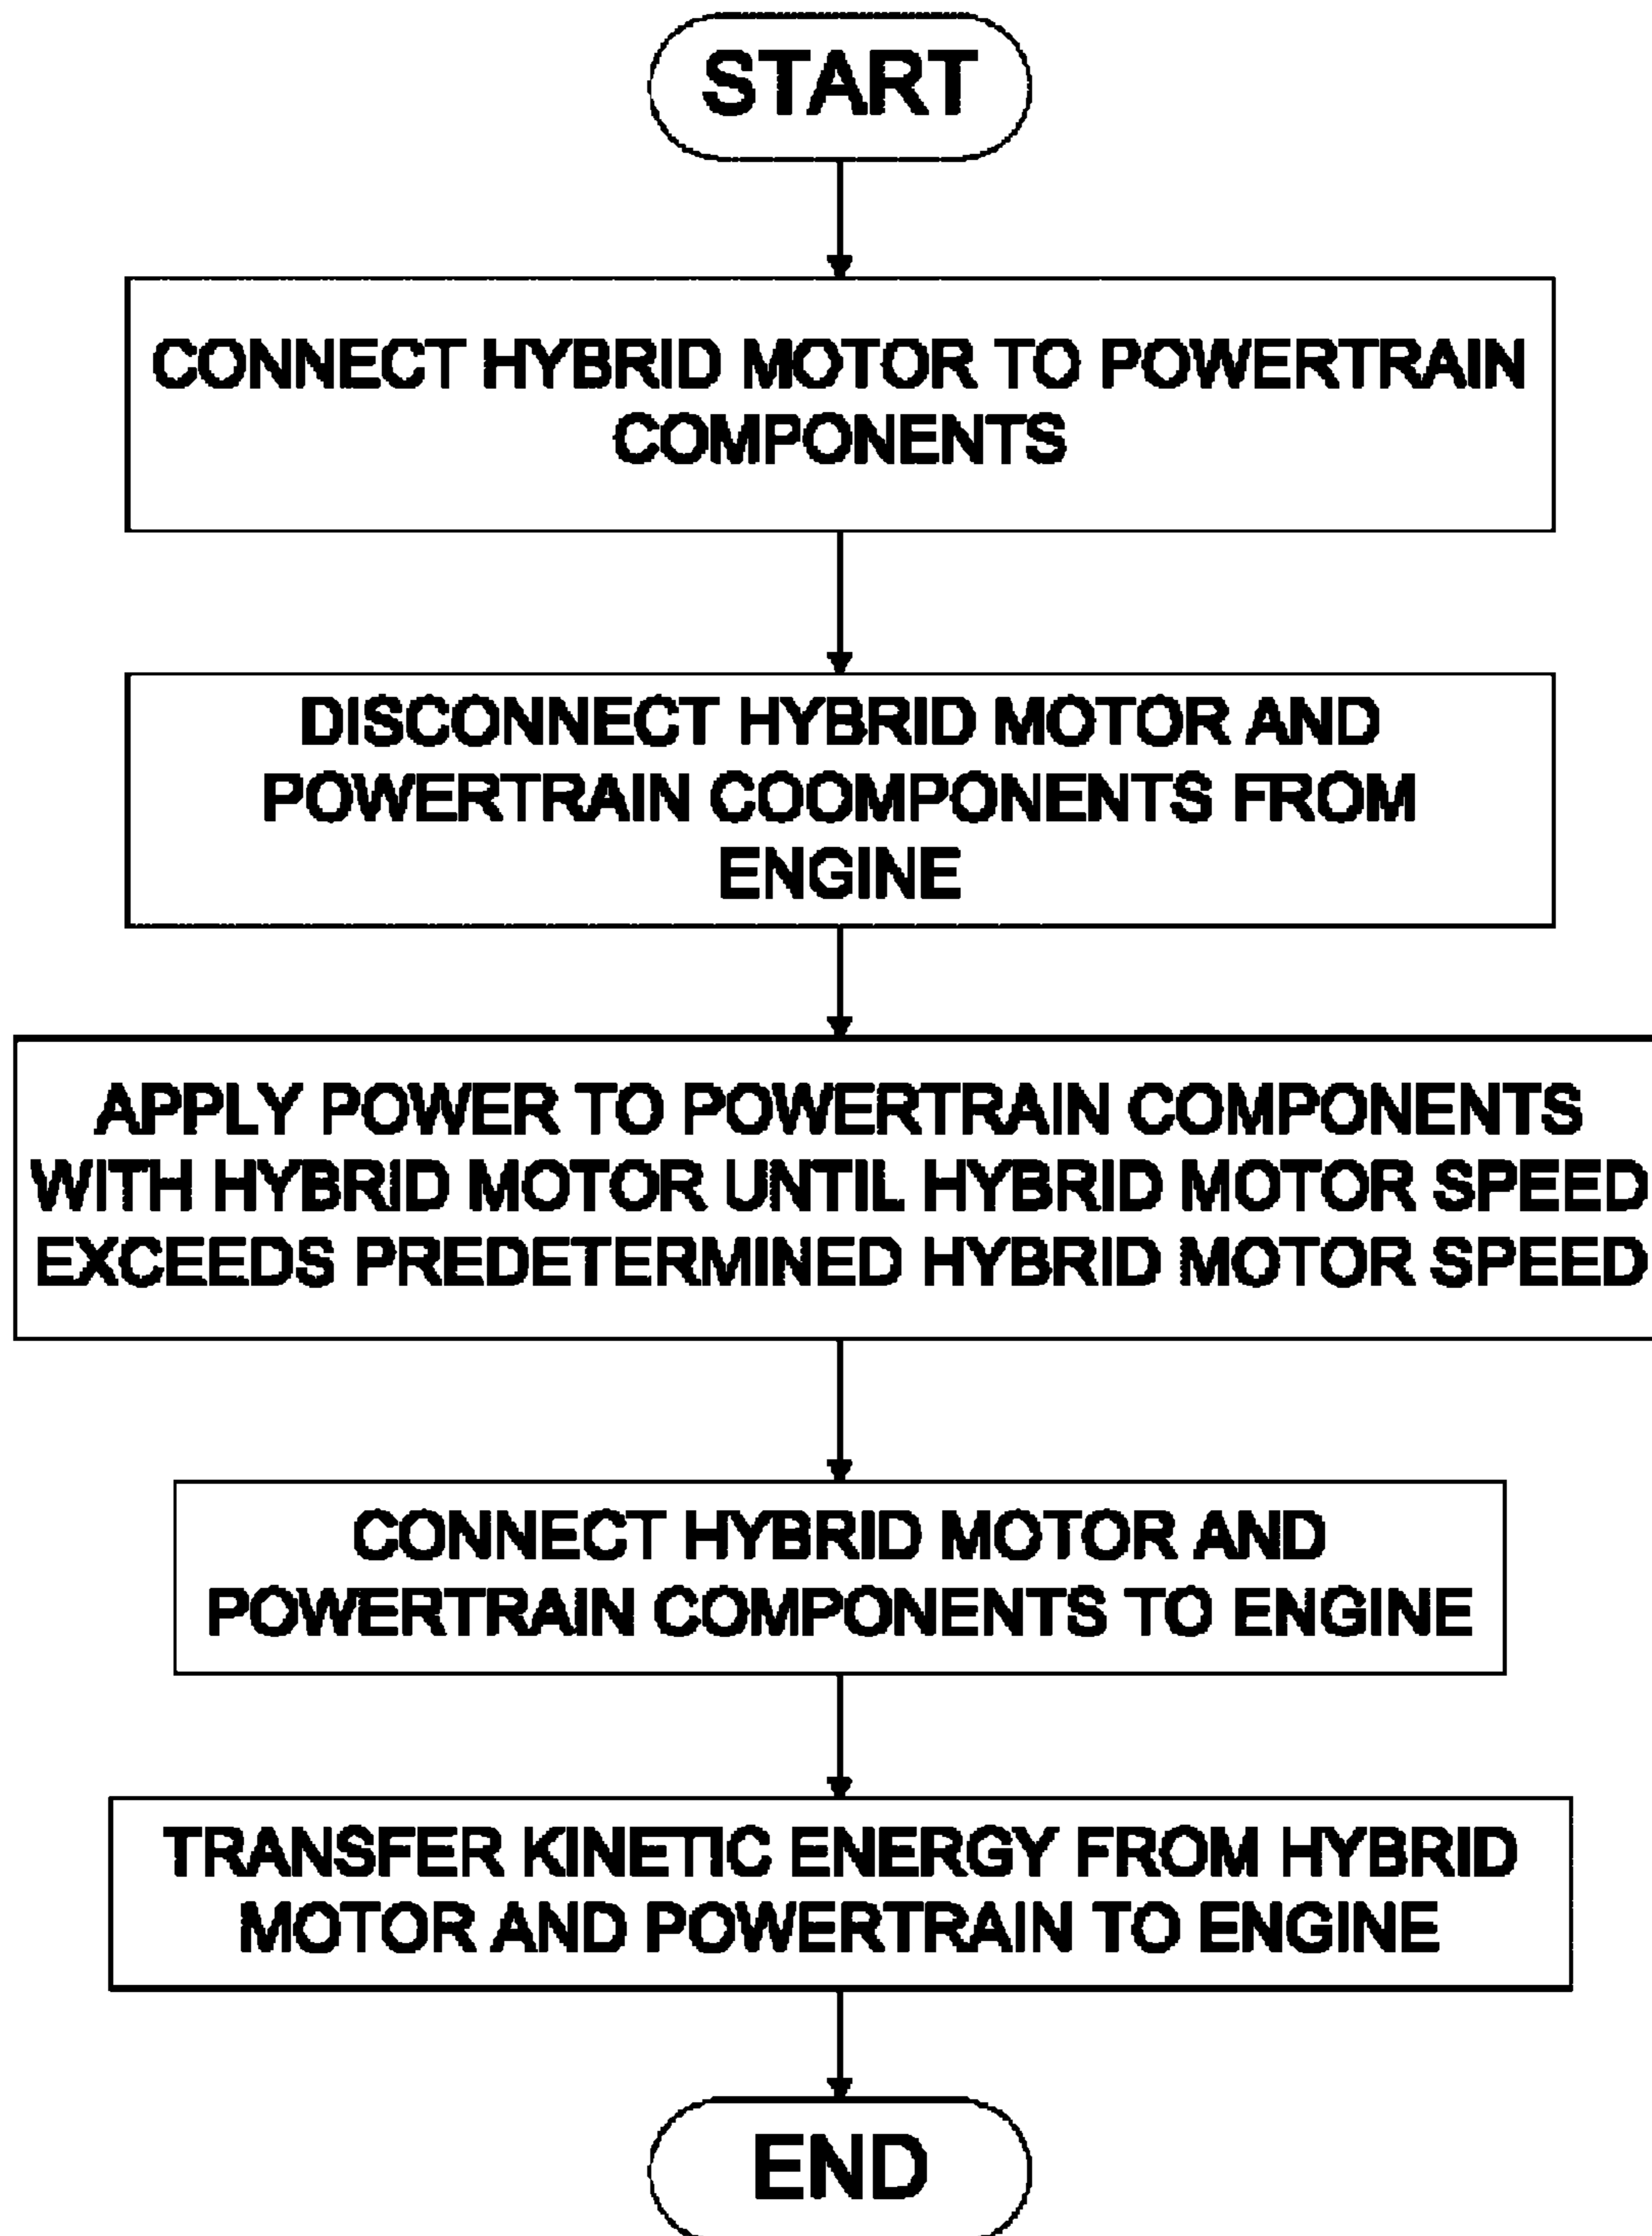 START
CONNECT HYBRID MOTOR TO POWERTRAIN
COMPONENTS
DISCONNECT HYBRID MOTOR AND
POWERTRAIN COOMPONENTS FROM
ENGINE
APPLY POWER TO POWERTRAIN COMPONENTS
WITH HYBRID MOTOR UNTIL HYBRID MOTOR SPEED
EXCEEDS PREDETERMINED HYBRID MOTOR SPEED
CONNECT HYBRID MOTOR AND
POWERTRAIN COMPONENTS TO ENGINE
TRANSFER KINETIC ENERGY FROM HYBRID
MOTOR AND POWERTRAIN TO ENGINE
END